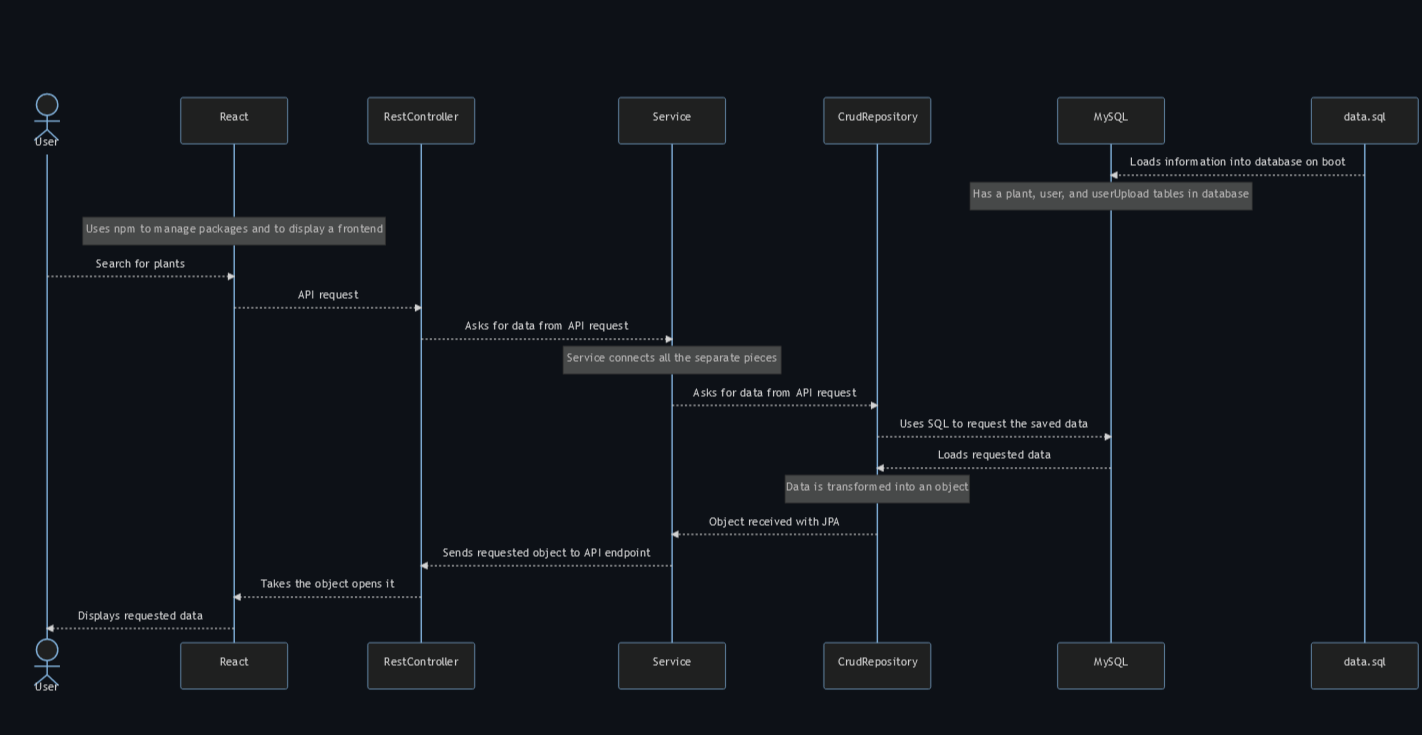 User
React
RestController
Service
CrudRepository
MySQL
data.sql
Loads information into database on boot
Has a plant, user, and userUpload tables in database
Uses npm to manage packages and to display a frontend
Search for plants
API request
Asks for data from API request
Service connects all the separate pieces
Asks for data from API request
Uses SQL to request the saved data
Loads requested data
Data is transformed into an object
Object received with JPA
Sends requested object to API endpoint
Takes the object opens it
Displays requested data
User
React
RestController
Service
CrudRepository
MySQL
data.sql